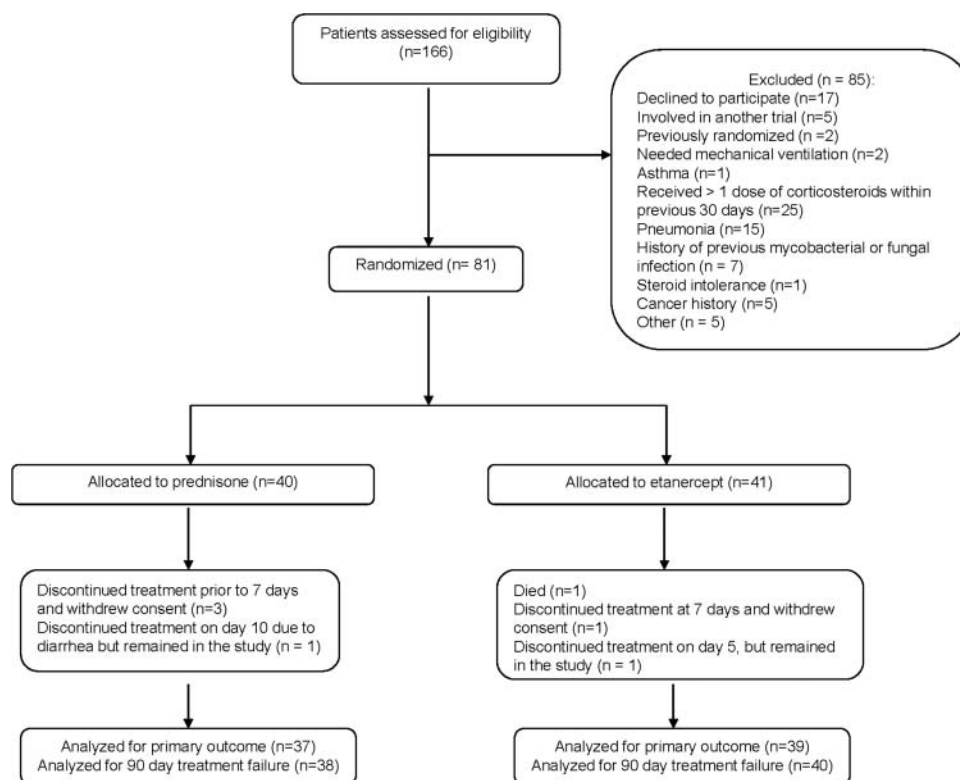 Patients assessed for eligibility
(n=166)
Excluded (n = 85):
Declined to participate (n=17)
Involved in another trial (n=5)
Previously randomized (n =2)
Needed mechanical ventilation (n=2)
Asthma (n=1)
Received > 1 dose of corticosteroids within
previous 30 days (n=25)
Pneumonia (n=15)
History of previous mycobacterial or fungal
infection (n = 7)
Steroid intolerance (n=1)
Cancer history (n=5)
Other (n = 5)
Randomized (n= 81)
Allocated to prednisone (n=40)
Allocated to etanercept (n=41)
Discontinued treatment prior to 7 days
and withdrew consent (n=3)
Discontinued treatment on day 10 due to
diarrhea but remained in the study (n = 1)
Died (n=1)
Discontinued treatment at 7 days and withdrew
consent (n=1)
Discontinued treatment on day 5, but remained
in the study (n = 1)
Analyzed for primary outcome (n=37)
Analyzed for 90 day treatment failure (n=38)
Analyzed for primary outcome (n=39)
Analyzed for 90 day treatment failure (n=40)